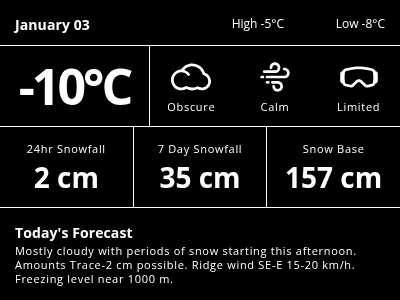 January 03 High -5°C Low -8°C
-10°C
Obscure Calm Limited
24hr Snowfall 7 Day Snowfall Snow Base
2 cm 35 cm 157 cm
Today's Forecast
Mostly cloudy with periods of snow starting this afternoon.
Amounts Trace-2 cm possible. Ridge wind SE-E 15-20 km/h.
Freezing level near 1000 m.